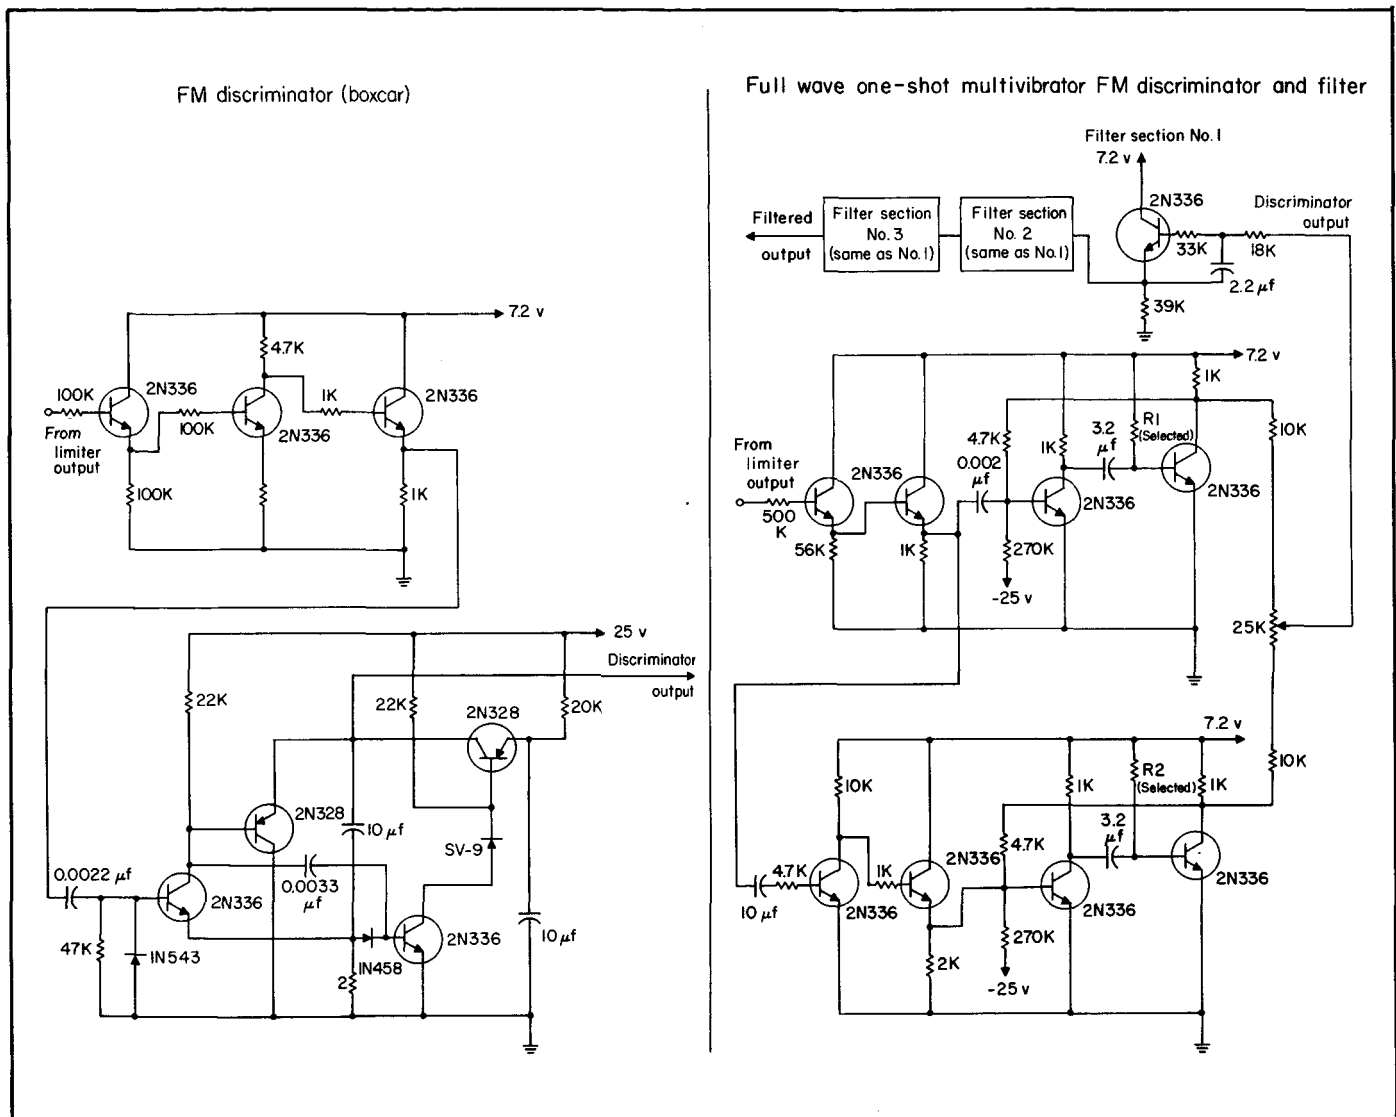 FM discriminator (boxcar)
7.2 v
4.7K
100K
2N336
100K
2N336
1K
2N336
From
limiter
output
100K
1K
25 v
Discriminator
output
22K
22K
2N328
20K
2N328
10 μf
SV-9
0.0022 μf
0.0033
μf
2N336
2N336
10 μf
47K
IN543
IN458
2
Full wave one-shot multivibrator FM discriminator and filter
Filter section No. 1
7.2 v
2N336
Discriminator
output
Filtered
output
Filter section
No. 3
(same as No. 1)
Filter section
No. 2
(same as No. 1)
33K
18K
2.2 μf
39K
7.2 v
1K
10K
4.7K
1K
3.2
μf
R1
(Selected)
From
limiter
output
2N336
0.002
μf
2N336
2N336
500
K
56K
1K
270K
-25 v
25K
7.2 v
10K
10K
1K
R2
(Selected)
1K
3.2
μf
4.7K
2N336
4.7K
1K
10 μf
2N336
2N336
2N336
270K
2K
-25 v